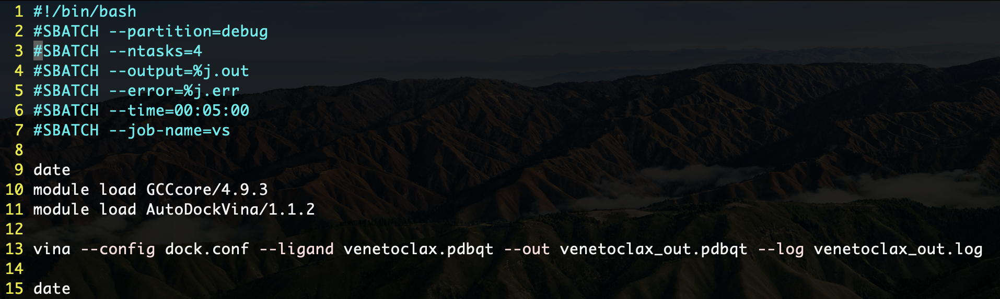 1 #!/bin/bash
2 #SBATCH --partition=debug
3 #SBATCH --ntasks=4
4 #SBATCH --output=%j.out
5 #SBATCH --error=%j.err
6 #SBATCH --time=00:05:00
7 #SBATCH --job-name=vs
8
9 date
10 module load GCCcore/4.9.3
11 module load AutoDockVina/1.1.2
12
13 vina --config dock.conf --ligand venetoclax.pdbqt --out venetoclax_out.pdbqt --log venetoclax_out.log
14
15 date